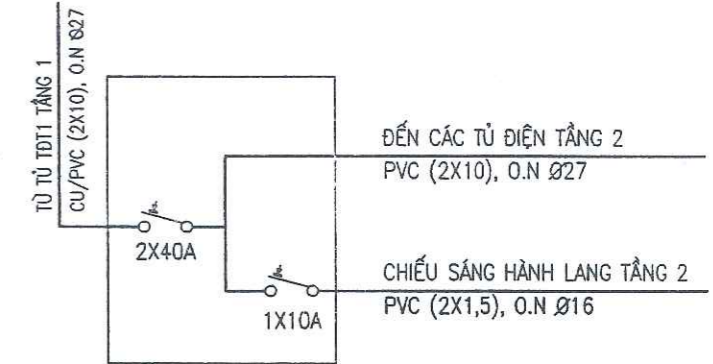 TỪ TỦ TĐT1 TẦNG 1
CU/PVC (2X10), O.N Ø27
2X40A
ĐẾN CÁC TỦ ĐIỆN TẦNG 2
PVC (2X10), O.N Ø27
1X10A
CHIẾU SÁNG HÀNH LANG TẦNG 2
PVC (2X1,5), O.N Ø16